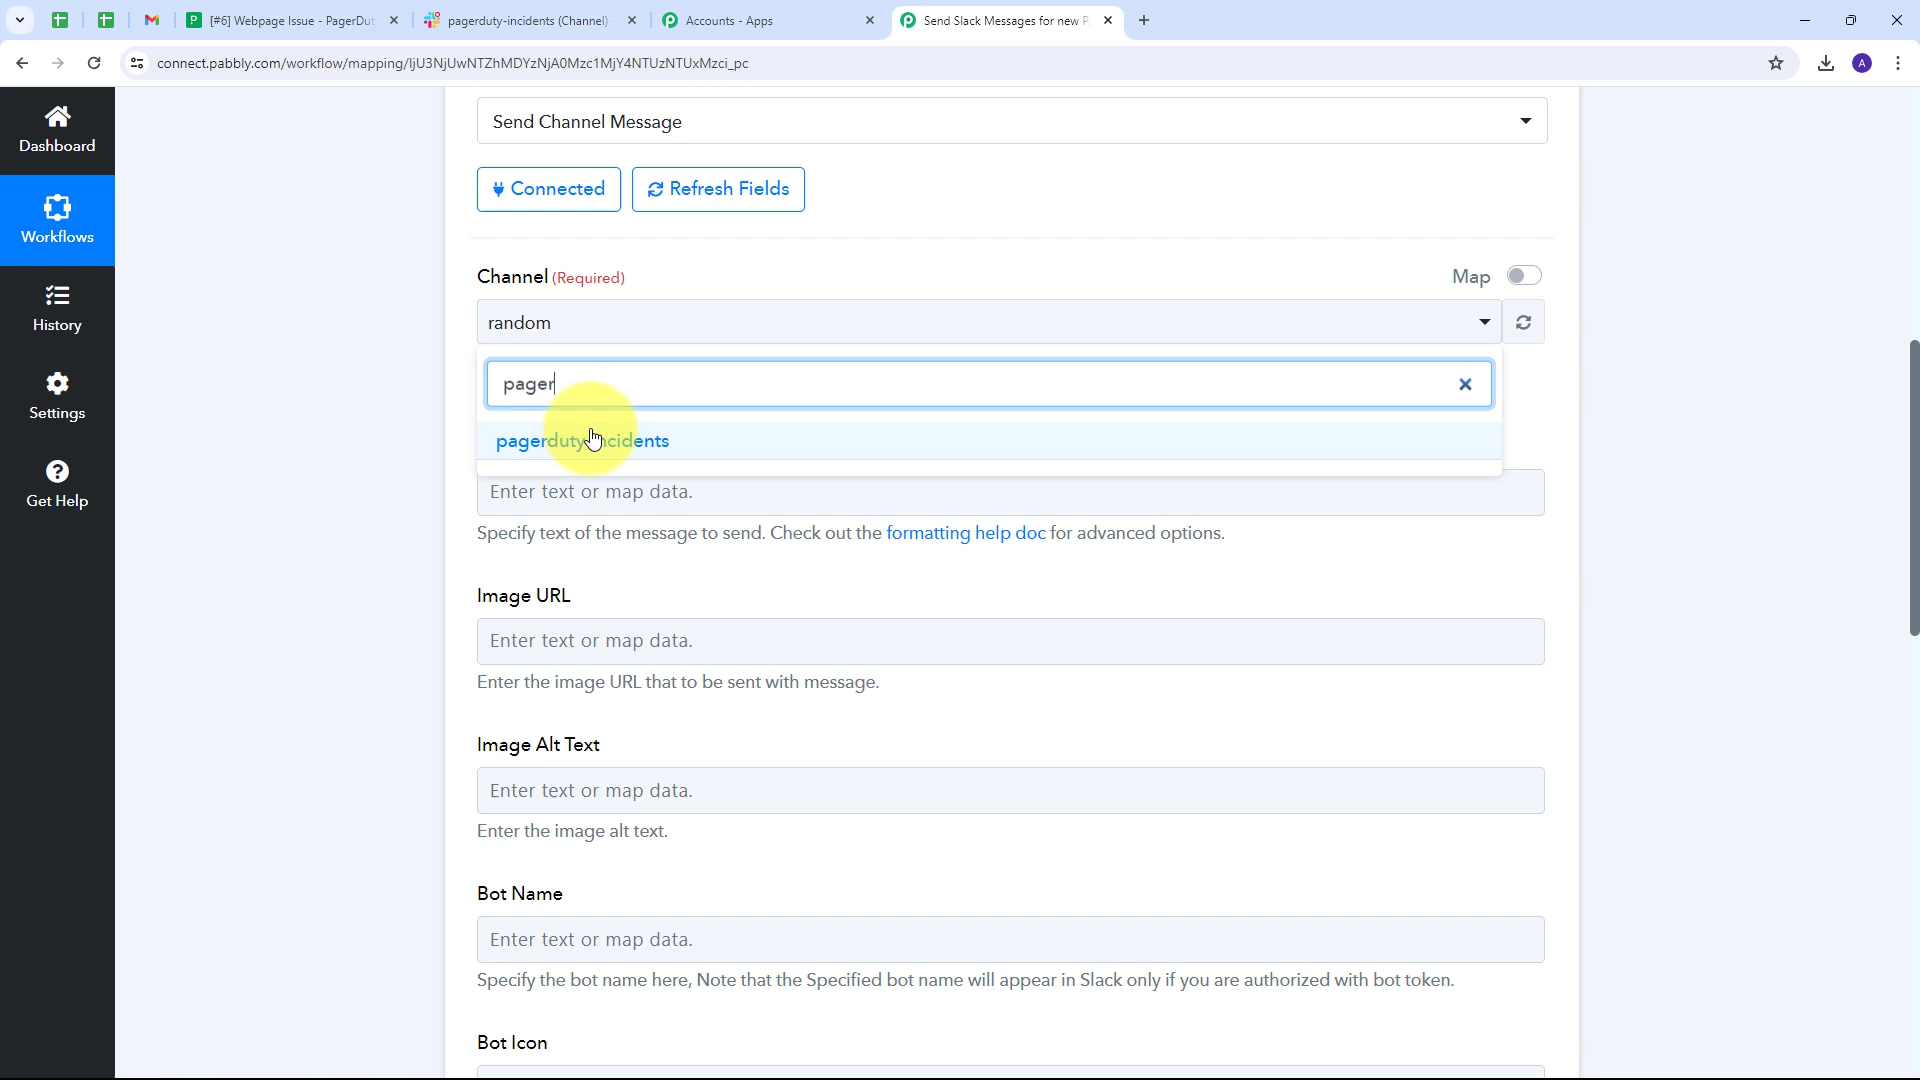 [#6] Webpage Issue - PagerDut
pagerduty-incidents (Channel)
Accounts - Apps
Send Slack Messages for new P
connect.pabbly.com/workflow/mapping/IjU3NjUwNTZhMDYzNjA0Mzc1MjY4NTUzNTUxMzci_pc
A
Dashboard
Workflows
History
Settings
Get Help
Send Channel Message
Connected
Refresh Fields
Channel (Required)
Map
random
pager
pagerduty-incidents
Enter text or map data.
Specify text of the message to send. Check out the formatting help doc for advanced options.
Image URL
Enter text or map data.
Enter the image URL that to be sent with message.
Image Alt Text
Enter text or map data.
Enter the image alt text.
Bot Name
Enter text or map data.
Specify the bot name here, Note that the Specified bot name will appear in Slack only if you are authorized with bot token.
Bot Icon